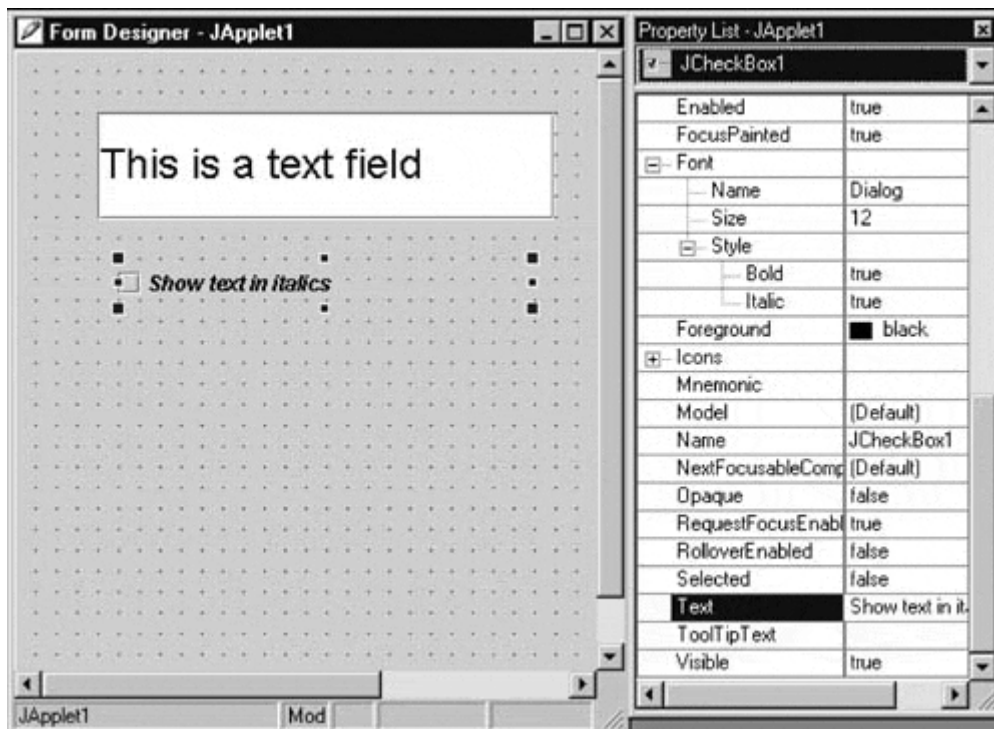 Form Designer - JApplet1
This is a text field
Show text in italics
JApplet1 Mod
Property List - JApplet1
JCheckBox1
Enabled true
FocusPainted true
Font
Name Dialog
Size 12
Style
Bold true
Italic true
Foreground black
Icons
Mnemonic
Model (Default)
Name JCheckBox1
NextFocusableComp (Default)
Opaque false
RequestFocusEnabl true
RolloverEnabled false
Selected false
Text Show text in it
ToolTipText
Visible true